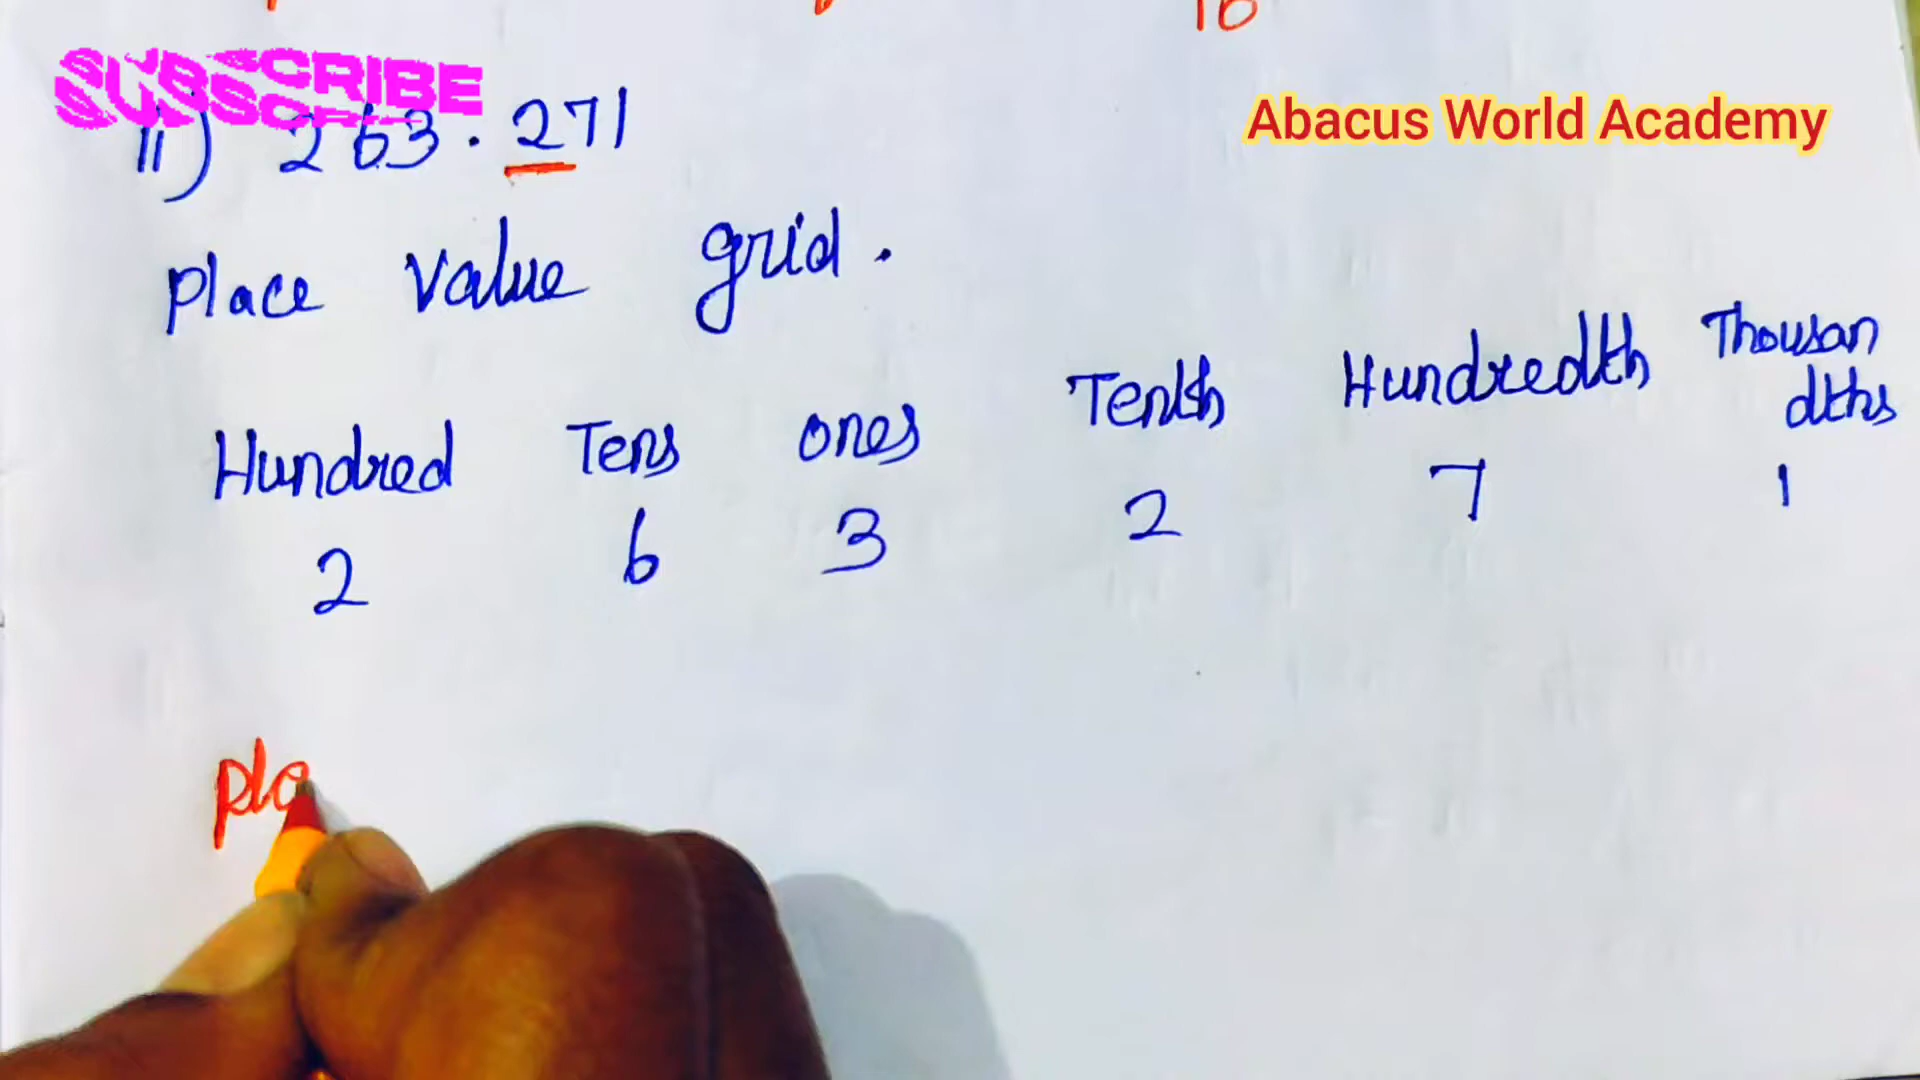 10
SUBSCRIBE
Abacus World Academy
ii) 263.271
Place Value grid.
Hundred Tens ones Tenth Hundredth Thousan
dths
2 6 3 2 7 1
pla